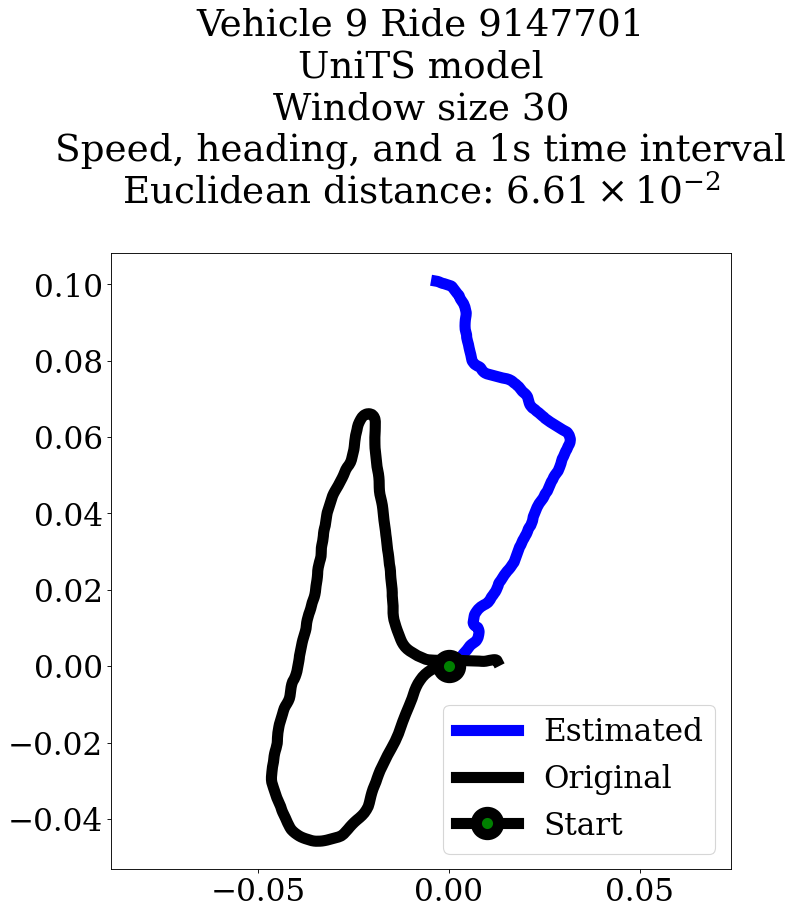 Vehicle 9 Ride 9147701
UniTS model
Window size 30
Speed, heading, and a 1s time interval
Euclidean distance: 6.61 × 10⁻²
0.10
0.08
0.06
0.04
0.02
0.00
−0.02
−0.04
Estimated
Original
Start
−0.05 0.00 0.05